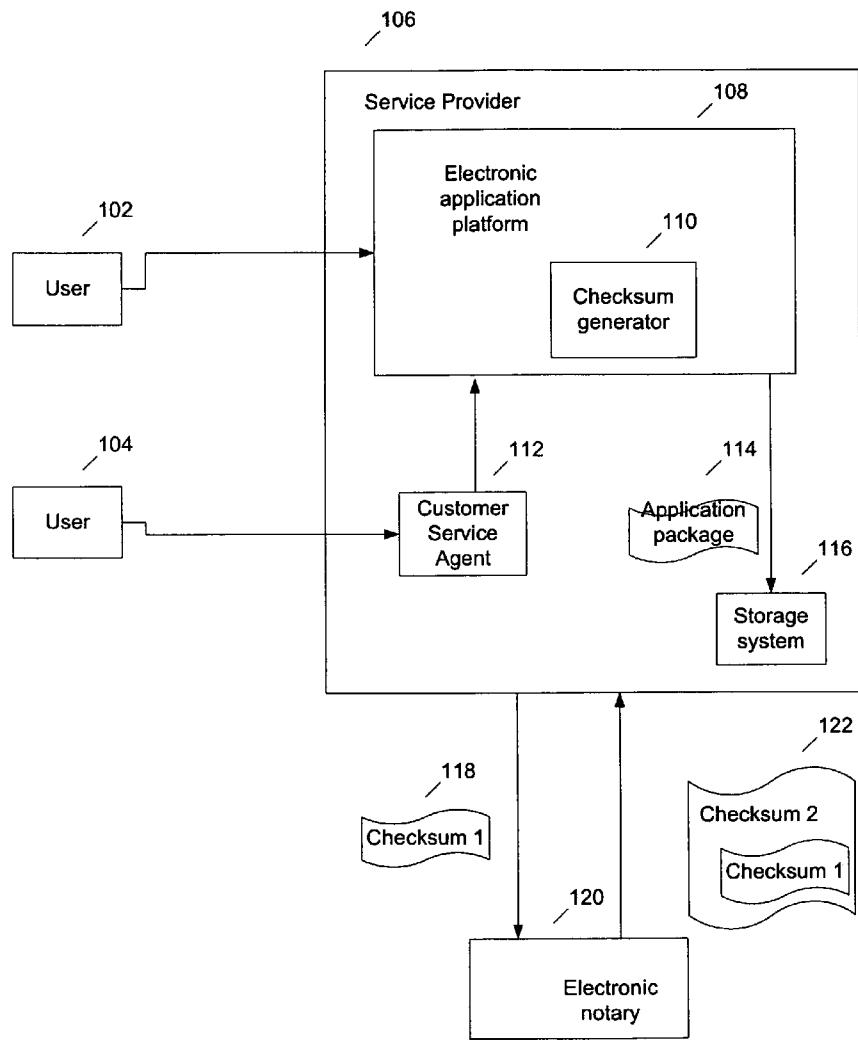 106
Service Provider
108
Electronic
application
platform
102
User
110
Checksum
generator
104
User
112
Customer
Service
Agent
114
Application
package
116
Storage
system
118
Checksum 1
122
Checksum 2
Checksum 1
120
Electronic
notary